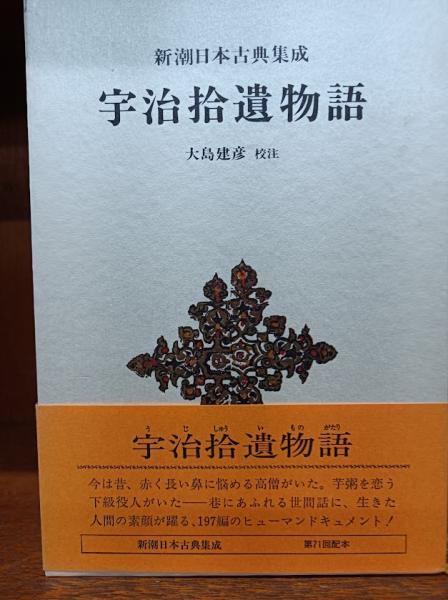 新潮日本古典集成
宇治拾遺物語
大島建彦 校注
う じ しゅう い もの がたり
宇治拾遺物語
今は昔、赤く長い鼻に悩める高僧がいた。芋粥を恋う
下級役人がいた——巷にあふれる世間話に、生きた
人間の素顔が躍る、197編のヒューマンドキュメント!
新潮日本古典集成 第71回配本